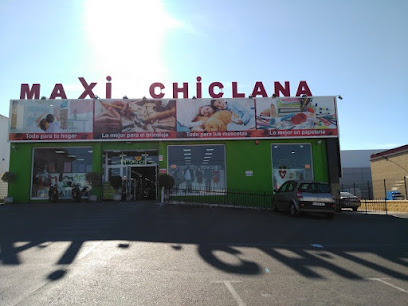 MAXi CHiCLANA
Todo para tu hogar
Lo mejor para el bricolaje
Todo para tus mascotas
Lo mejor en papelería